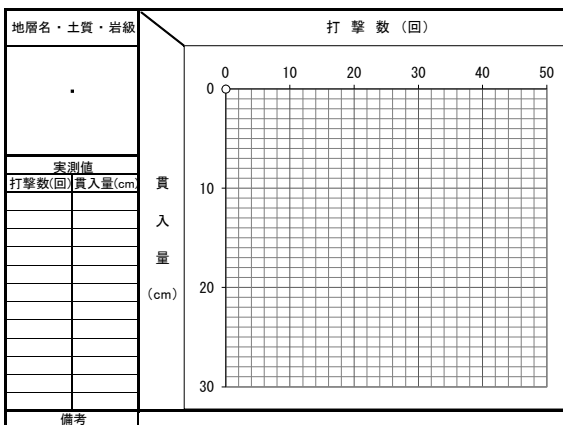 地層名・土質・岩級
打 撃 数 (回)
0 10 20 30 40 50
0
10
20
30
貫
入
量
(cm)
・
実測値
打撃数(回) 貫入量(cm)
備考